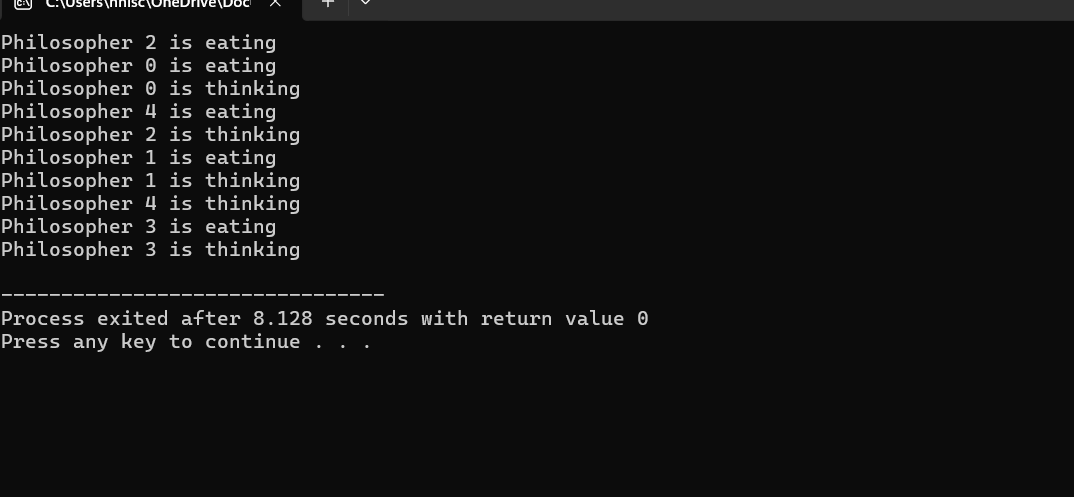 C:\Users\hhisc\OneDrive\Doc
Philosopher 2 is eating
Philosopher 0 is eating
Philosopher 0 is thinking
Philosopher 4 is eating
Philosopher 2 is thinking
Philosopher 1 is eating
Philosopher 1 is thinking
Philosopher 4 is thinking
Philosopher 3 is eating
Philosopher 3 is thinking
--------------------------------
Process exited after 8.128 seconds with return value 0
Press any key to continue . . .